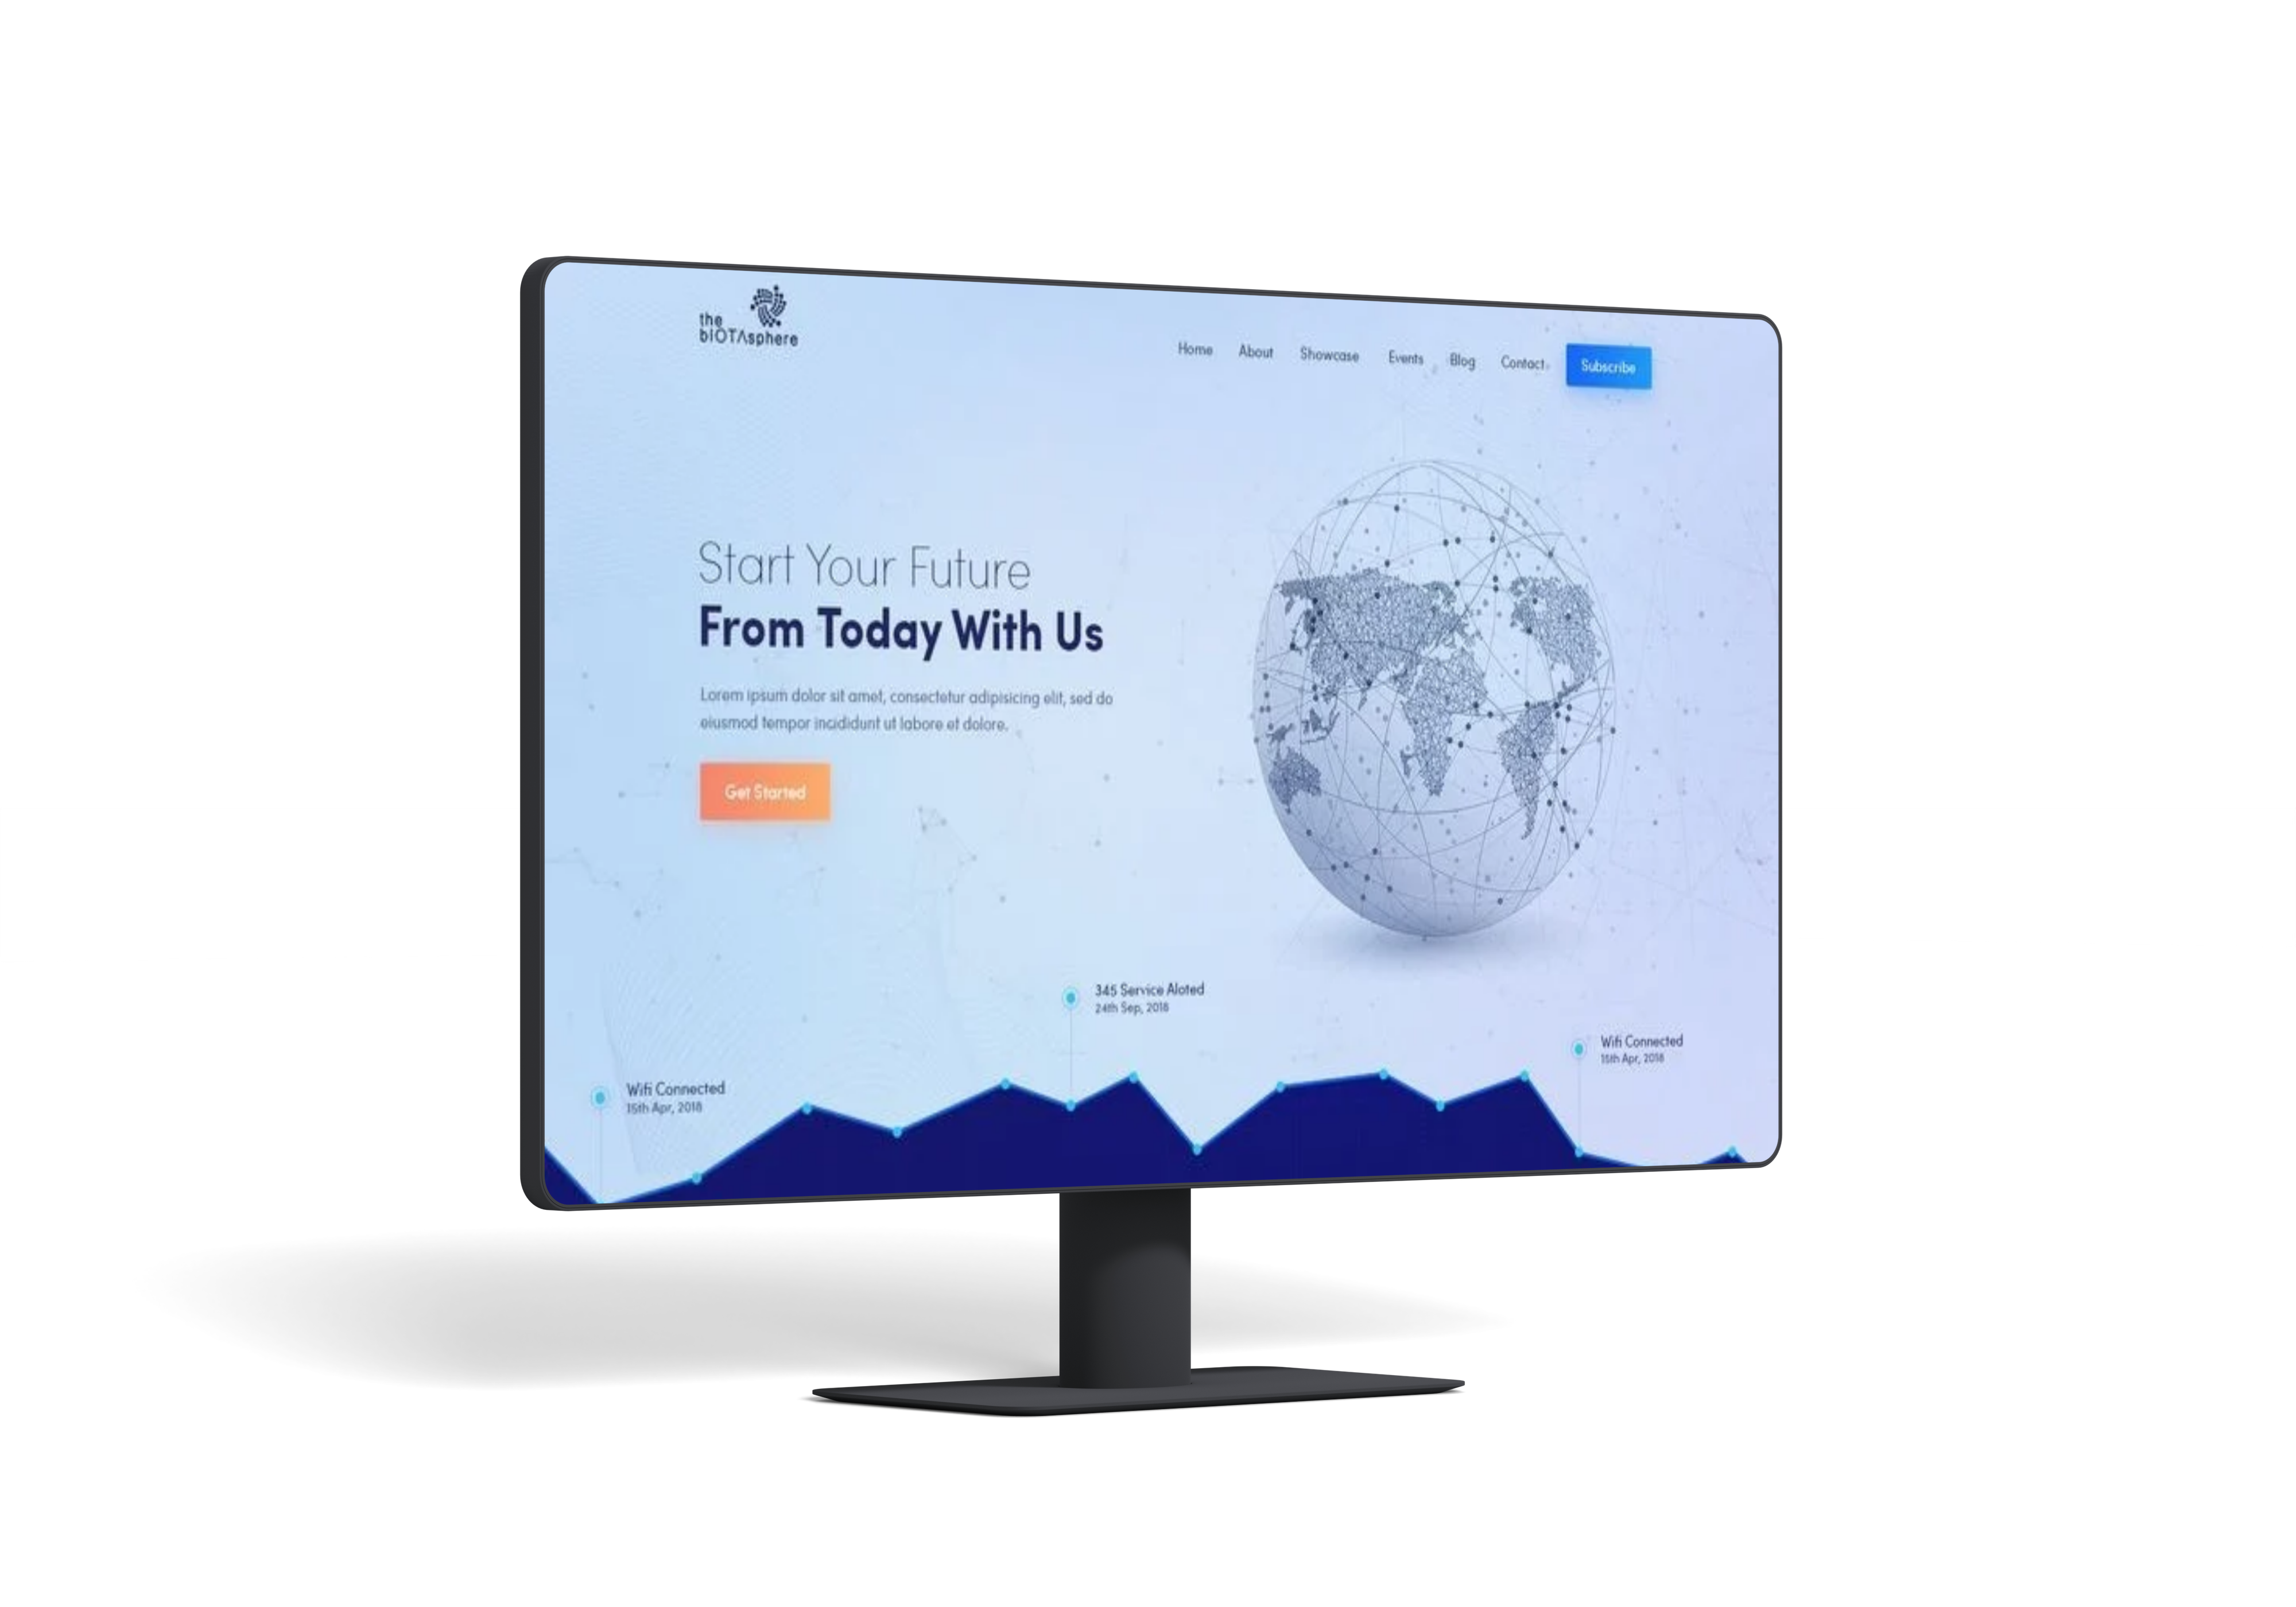 the
bIOTAsphere
Home About Showcase Events Blog Contact Subscribe
Start Your Future
From Today With Us
Lorem ipsum dolor sit amet, consectetur adipisicing elit, sed do
eiusmod tempor incididunt ut labore et dolore.
Get Started
345 Service Aloted
24th Sep, 2018
Wifi Connected
15th Apr, 2018
Wifi Connected
15th Apr, 2018